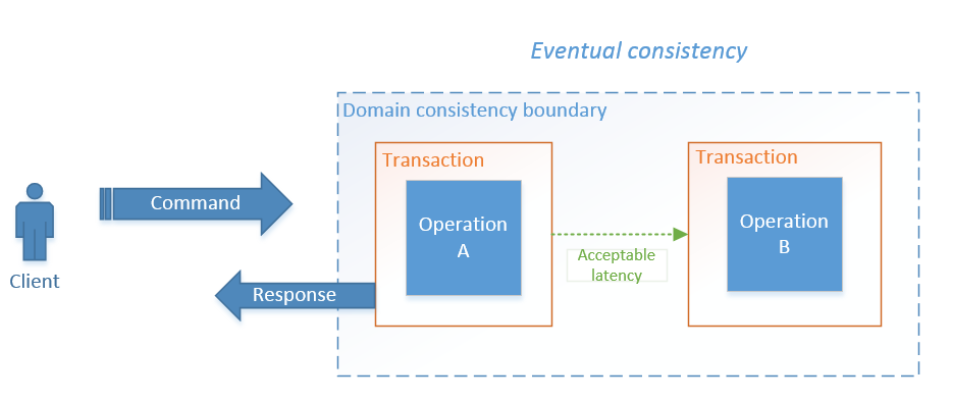 Eventual consistency
Domain consistency boundary
Transaction
Transaction
Command
Operation
A
Operation
B
Acceptable
latency
Client
Response